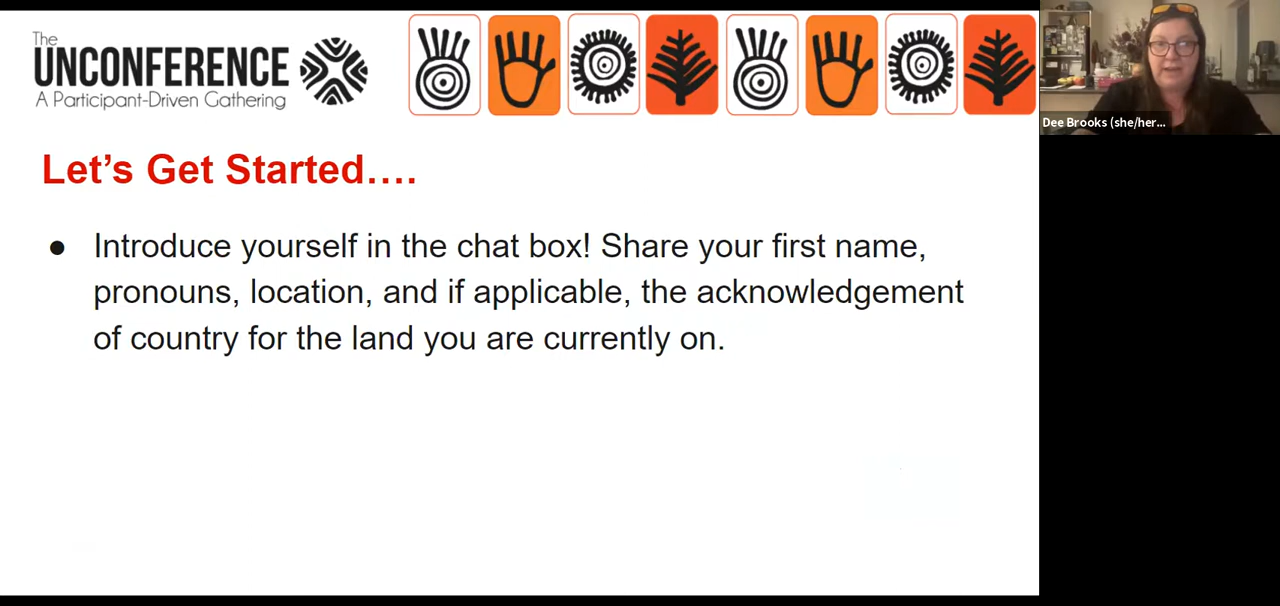 The
UNCONFERENCE
A Participant-Driven Gathering
Let’s Get Started….
● Introduce yourself in the chat box! Share your first name,
pronouns, location, and if applicable, the acknowledgement
of country for the land you are currently on.
Dee Brooks (she/her...